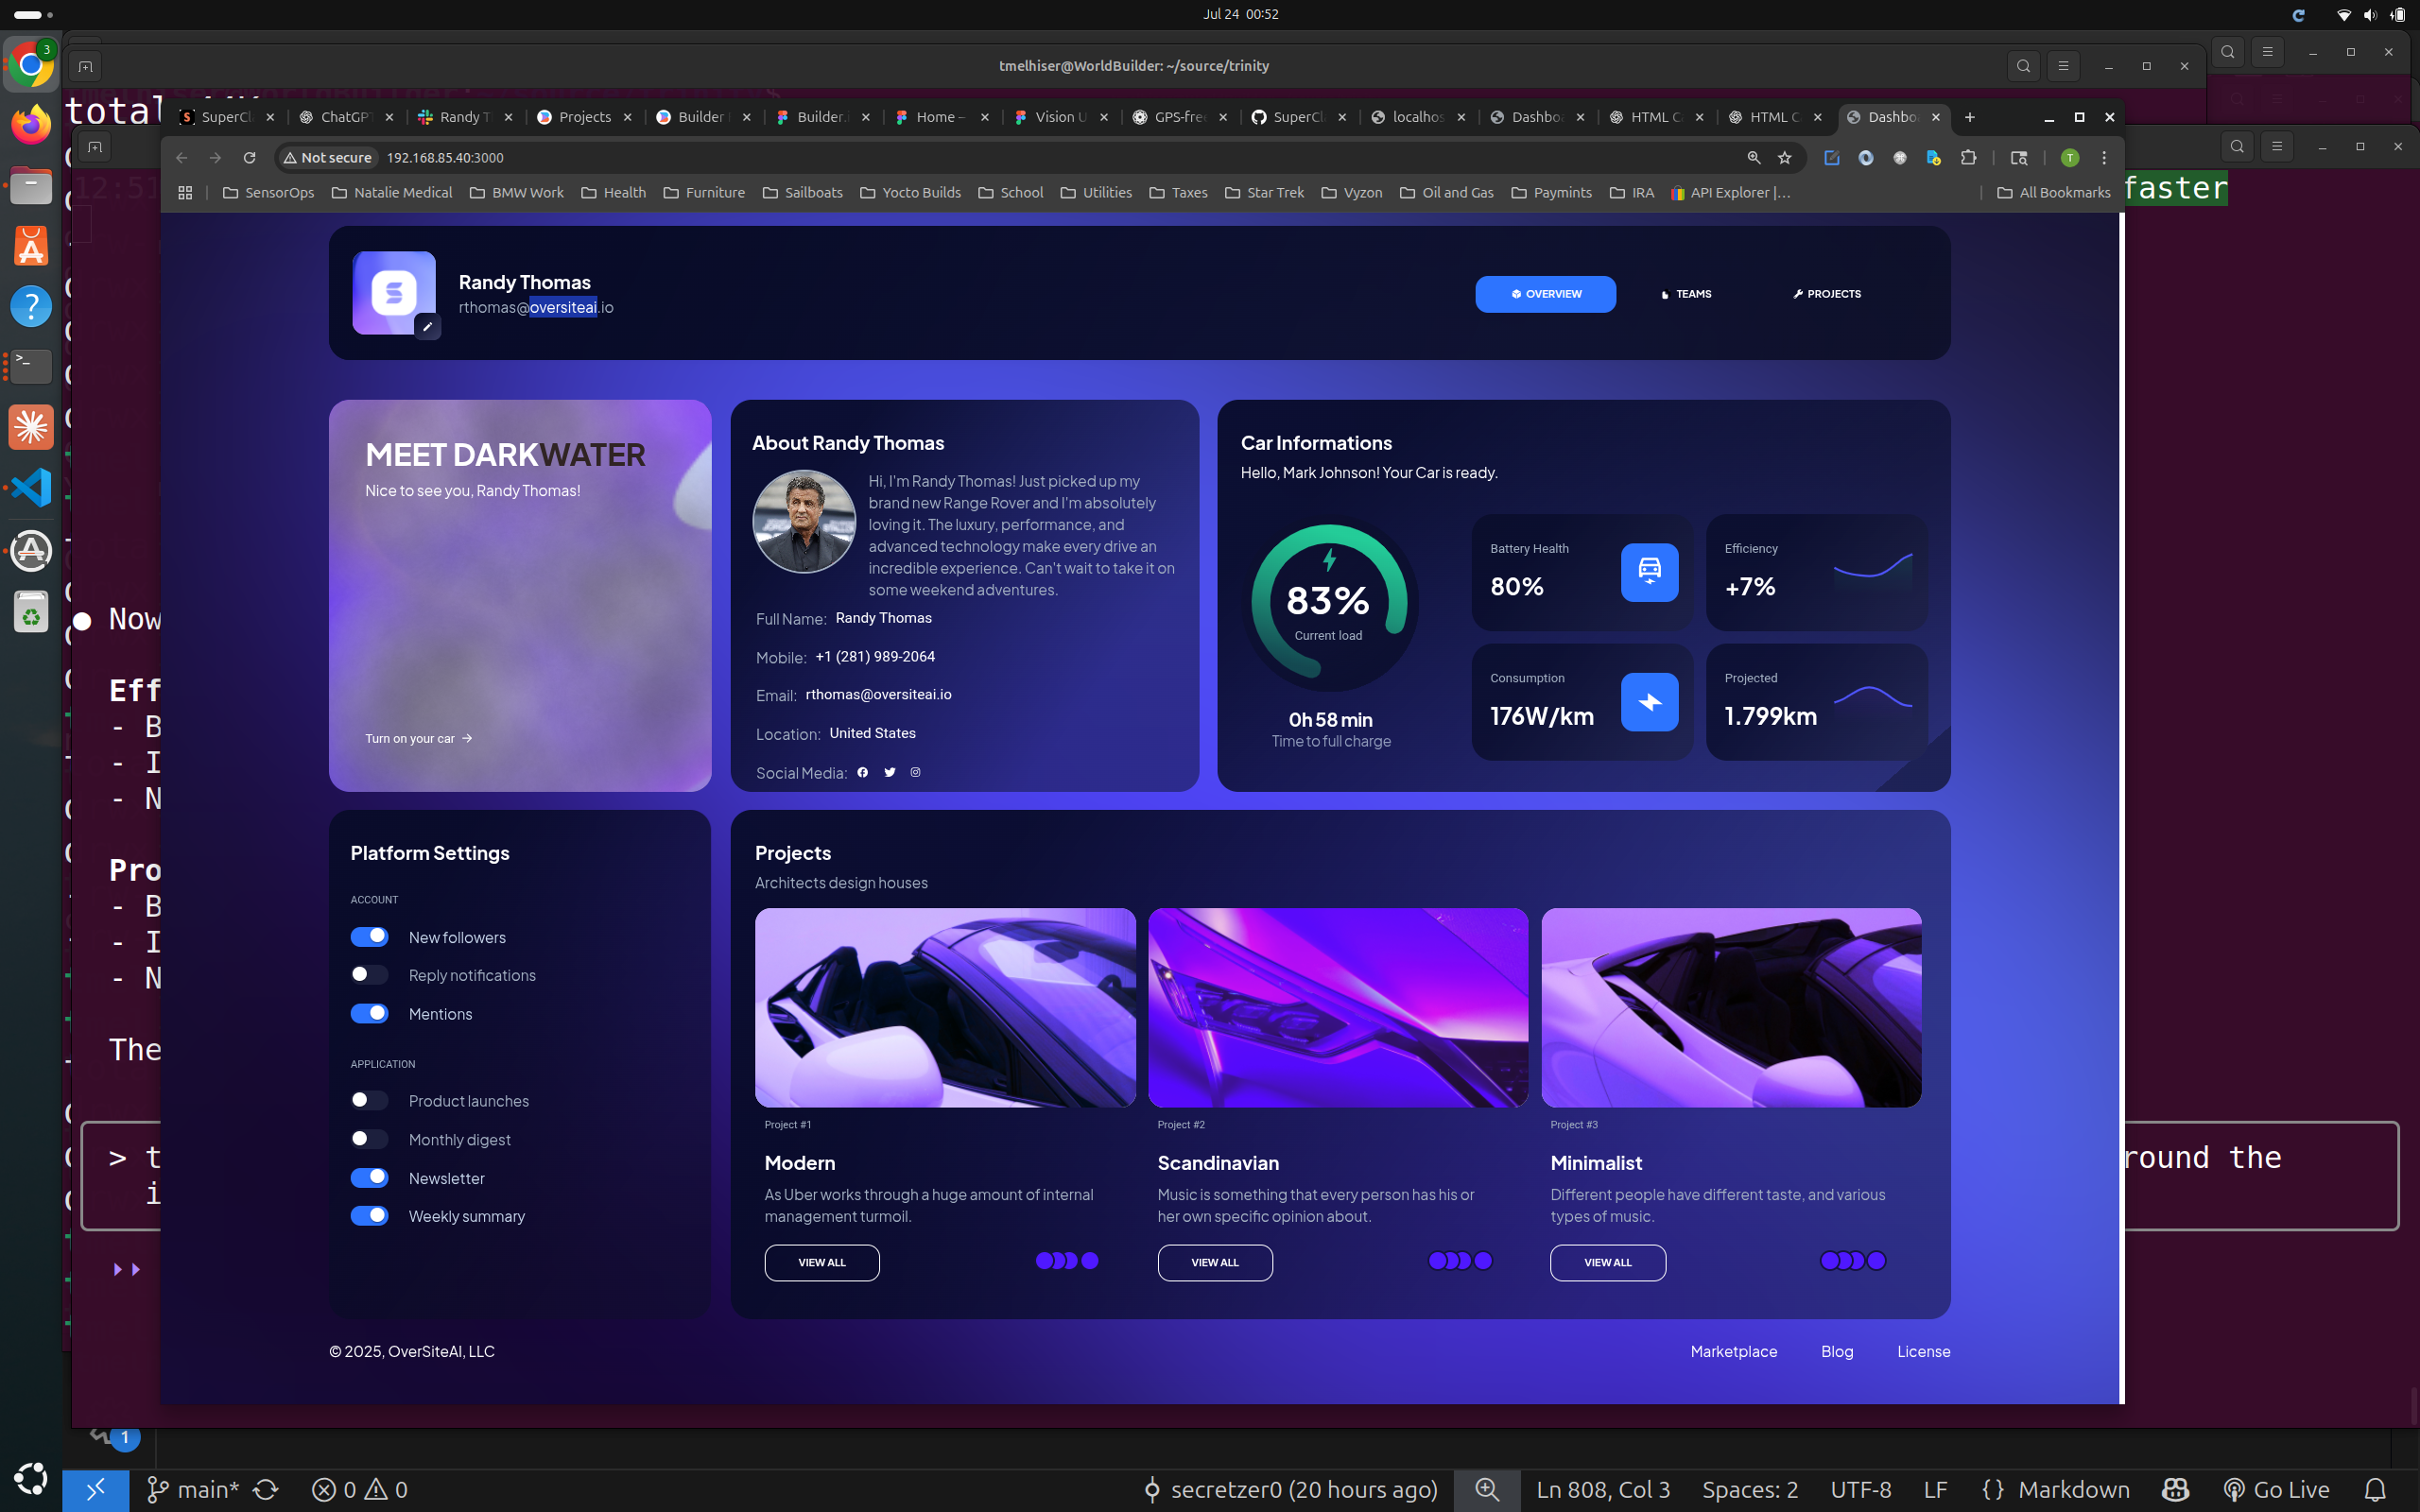 Jul 24 00:52
tmelhiser@WorldBuilder: ~/source/trinity
3
total
SuperCl
ChatGPT
Randy T
Projects
Builder
Builder.
Home –
Vision U
GPS-free
SuperCl
localhos
Dashbo
HTML C
HTML C
Dashbo
Not secure 192.168.85.40:3000
T
SensorOps Natalie Medical BMW Work Health Furniture Sailboats Yocto Builds School Utilities Taxes Star Trek Vyzon Oil and Gas Paymints IRA API Explorer |... All Bookmarks
faster
Randy Thomas
rthomas@oversiteai.io
OVERVIEW TEAMS PROJECTS
MEET DARKWATER
Nice to see you, Randy Thomas!
Turn on your car →
About Randy Thomas
Hi, I'm Randy Thomas! Just picked up my
brand new Range Rover and I'm absolutely
loving it. The luxury, performance, and
advanced technology make every drive an
incredible experience. Can't wait to take it on
some weekend adventures.
Full Name: Randy Thomas
Mobile: +1 (281) 989-2064
Email: rthomas@oversiteai.io
Location: United States
Social Media:
Car Informations
Hello, Mark Johnson! Your Car is ready.
83%
Current load
0h 58 min
Time to full charge
Battery Health
80%
Efficiency
+7%
Consumption
176W/km
Projected
1.799km
● Now
Eff
- B
- I
- N
Pro
- B
- I
- N
The
> t
i
round the
Platform Settings
ACCOUNT
New followers
Reply notifications
Mentions
APPLICATION
Product launches
Monthly digest
Newsletter
Weekly summary
Projects
Architects design houses
Project #1
Modern
As Uber works through a huge amount of internal
management turmoil.
VIEW ALL
Project #2
Scandinavian
Music is something that every person has his or
her own specific opinion about.
VIEW ALL
Project #3
Minimalist
Different people have different taste, and various
types of music.
VIEW ALL
© 2025, OverSiteAI, LLC
Marketplace Blog License
1
main* 0 0 secretzer0 (20 hours ago) Ln 808, Col 3 Spaces: 2 UTF-8 LF {} Markdown Go Live